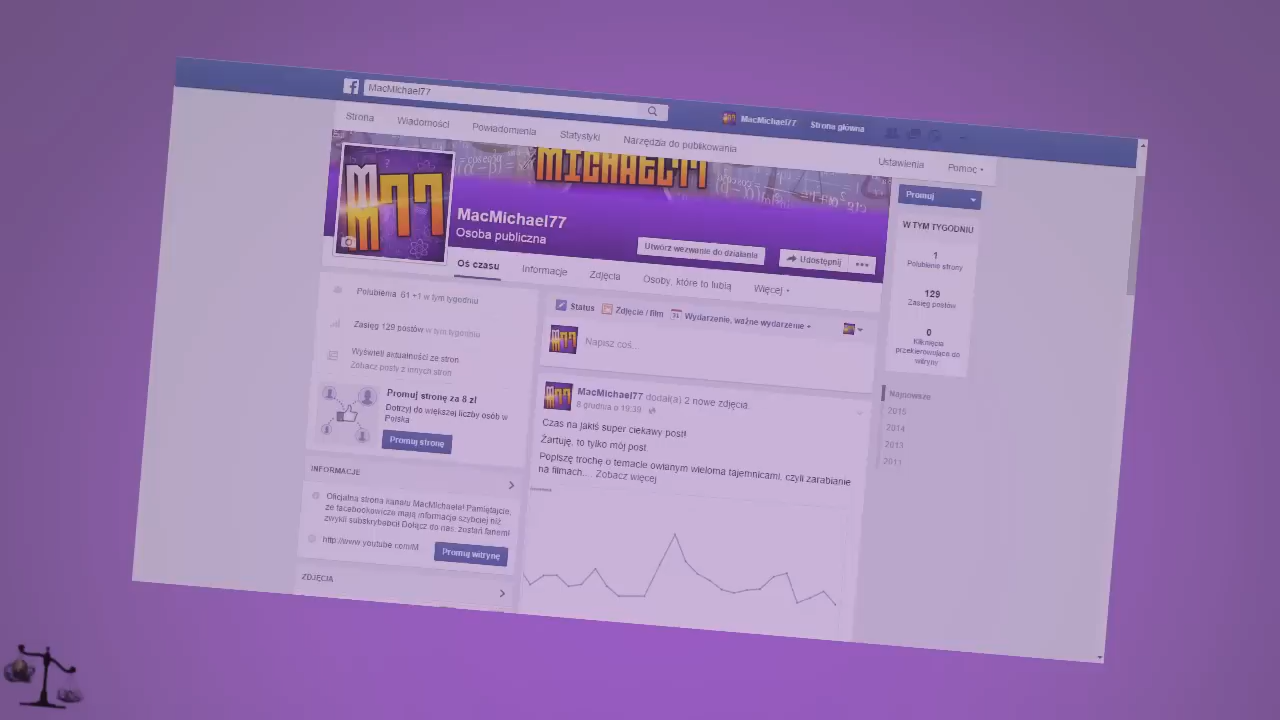 MacMichael77
MacMichael77
Strona główna
Strona
Wiadomości
Powiadomienia
Statystyki
Narzędzia do publikowania
Ustawienia
Pomoc
MICHAEL77
M77
MacMichael77
Osoba publiczna
Utwórz wezwanie do działania
Udostępnij
Promuj
Oś czasu
Informacje
Zdjęcia
Osoby, które to lubią
Więcej
W TYM TYGODNIU
1
Polubienie strony
129
Zasięg postów
0
Kliknięcia
przekierowujące do
witryny
Najnowsze
2015
2014
2013
2011
Polubienia: 61 +1 w tym tygodniu
Zasięg 129 postów w tym tygodniu
Wyświetl aktualności ze stron
Zobacz posty z innych stron
Promuj stronę za 8 zł
Dotrzyj do większej liczby osób w
Polska
Promuj stronę
INFORMACJE
Oficjalna strona kanału MacMichaela! Pamiętajcie,
że facebookowicze mają informacje szybciej niż
zwykli subskrybenci! Dołącz do nas, zostań fanem!
http://www.youtube.com/M
Promuj witrynę
ZDJĘCIA
Status
Zdjęcie / film
31
Wydarzenie, ważne wydarzenie
Napisz coś...
MacMichael77 dodał(a) 2 nowe zdjęcia.
8 grudnia o 19:39
Czas na jakiś super ciekawy post!
Żartuję, to tylko mój post.
Popiszę trochę o temacie owianym wieloma tajemnicami, czyli zarabianie
na filmach... Zobacz więcej